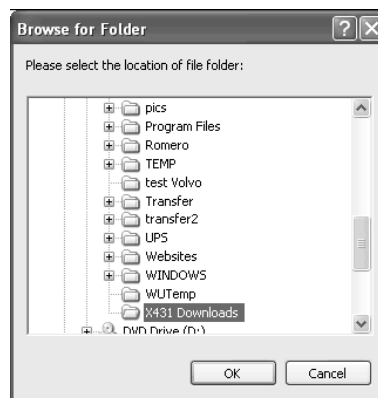 Browse for Folder
Please select the location of file folder:
pics
Program Files
Romero
TEMP
test Volvo
Transfer
transfer2
UPS
Websites
WINDOWS
WUTemp
X431 Downloads
DVD Drive (D:)
OK Cancel